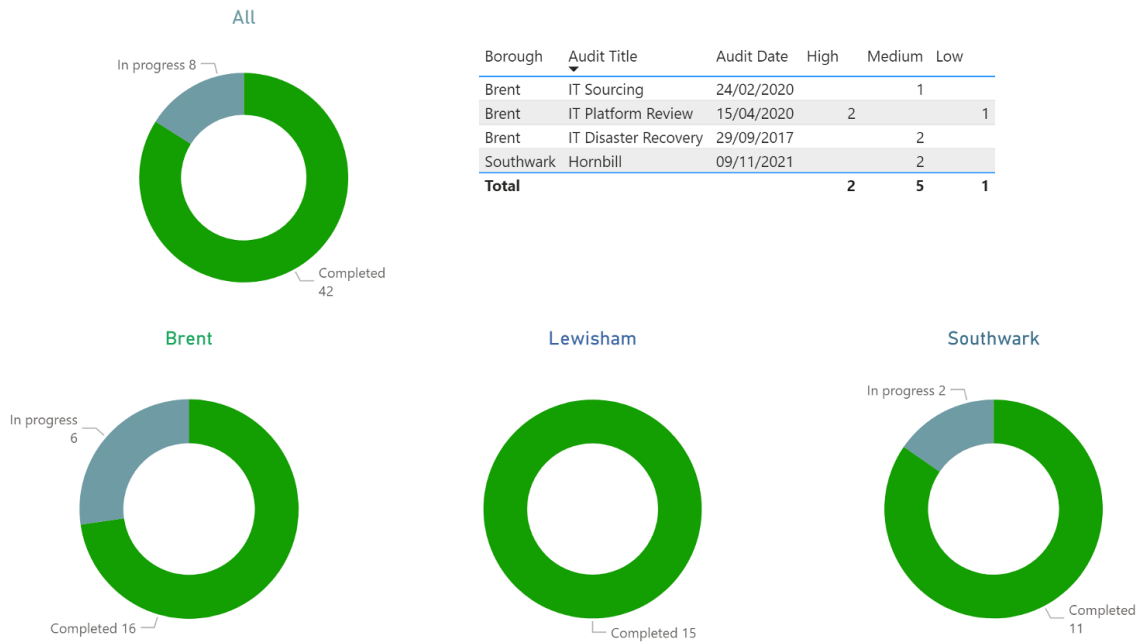 All
In progress 8
Completed
42
Borough Audit Title Audit Date High Medium Low
Brent IT Sourcing 24/02/2020 1
Brent IT Platform Review 15/04/2020 2 1
Brent IT Disaster Recovery 29/09/2017 2
Southwark Hornbill 09/11/2021 2
Total 2 5 1
Brent
In progress
6
Completed 16
Lewisham
Completed 15
Southwark
In progress 2
Completed
11